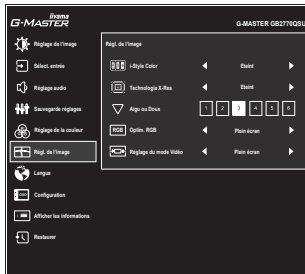 iiyama
G-MASTER
G-MASTER GB2770QSU
Réglage de l'image
Sélect. entrée
Réglage audio
Sauvegarde réglages
Réglage de la couleur
Régl. de l'image
Langue
Configuration
Afficher les informations
Restaurer
Régl. de l'image
i-Style Color
Eteint
Technologie X-Res
Eteint
Aigu ou Doux
1 2 3 4 5 6
RGB Optim. RGB
Plein écran
Réglage du mode Vidéo
Plein écran